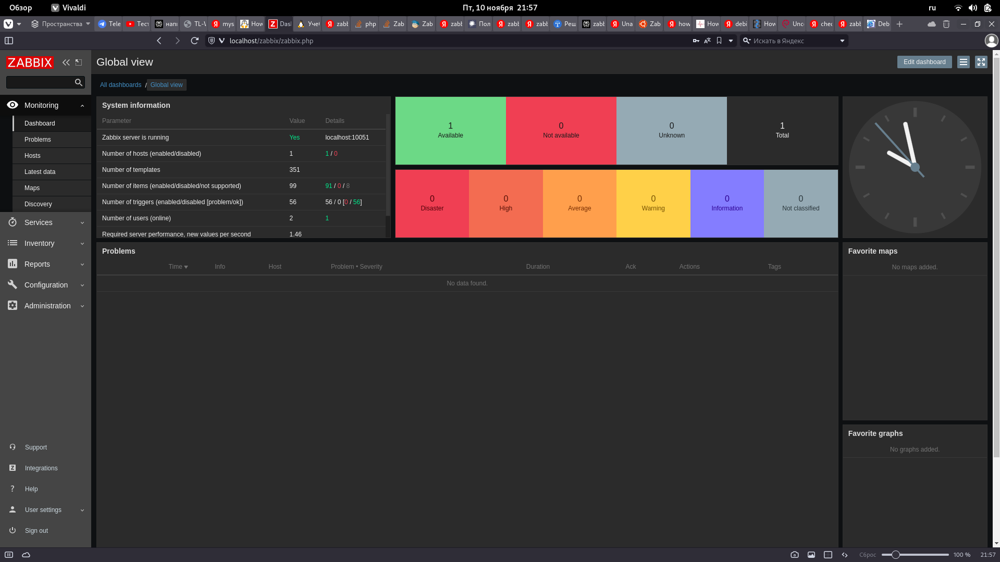 Обзор Vivaldi Пт, 10 ноября 21:57 ru
Пространства Tele Тест напи TL-W mys How Das Учеб zabb php Zab Zab zabb Пол zabb zabb Реш zabb Una Zab how How debi How Unc chec zabb Deb
localhost/zabbix/zabbix.php Искать в Яндекс
ZABBIX
Global view
Edit dashboard
All dashboards / Global view
Monitoring
Dashboard
Problems
Hosts
Latest data
Maps
Discovery
Services
Inventory
Reports
Configuration
Administration
Support
Integrations
Help
User settings
Sign out
System information
Parameter Value Details
Zabbix server is running Yes localhost:10051
Number of hosts (enabled/disabled) 1 1 / 0
Number of templates 351
Number of items (enabled/disabled/not supported) 99 91 / 0 / 8
Number of triggers (enabled/disabled [problem/ok]) 56 56 / 0 [0 / 56]
Number of users (online) 2 1
Required server performance, new values per second 1.46
1 0 0 1
Available Not available Unknown Total
0 0 0 0 0 0
Disaster High Average Warning Information Not classified
Problems
Time Info Host Problem • Severity Duration Ack Actions Tags
No data found.
Favorite maps
No maps added.
Favorite graphs
No graphs added.
Сброс 100 % 21:57